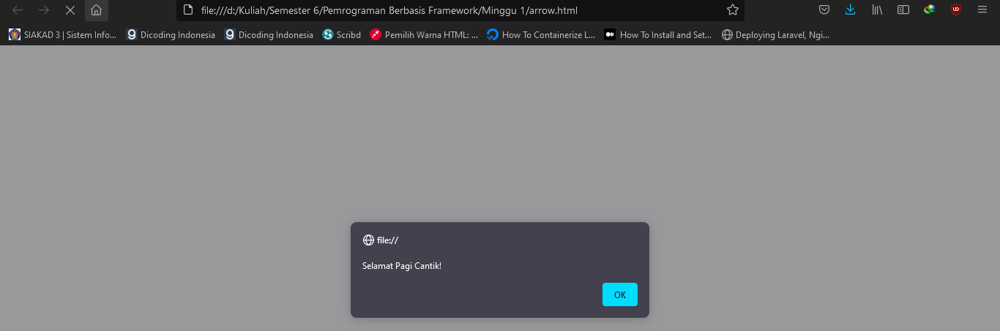 file:///d:/Kuliah/Semester 6/Pemrograman Berbasis Framework/Minggu 1/arrow.html
SIAKAD 3 | Sistem Info... Dicoding Indonesia Dicoding Indonesia Scribd Pemilih Warna HTML: ... How To Containerize L... How To Install and Set... Deploying Laravel, Ngi...
file://
Selamat Pagi Cantik!
OK